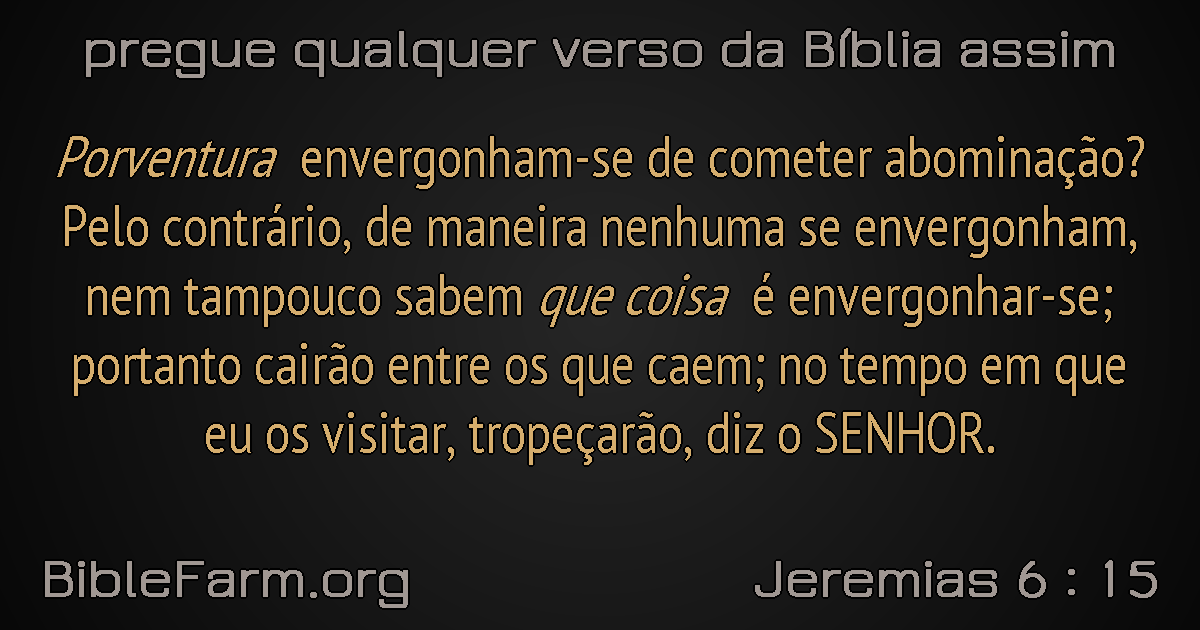 pregue qualquer verso da Bíblia assim
Porventura envergonham-se de cometer abominação?
Pelo contrário, de maneira nenhuma se envergonham,
nem tampouco sabem que coisa é envergonhar-se;
portanto cairão entre os que caem; no tempo em que
eu os visitar, tropeçarão, diz o SENHOR.
BibleFarm.org
Jeremias 6 : 15